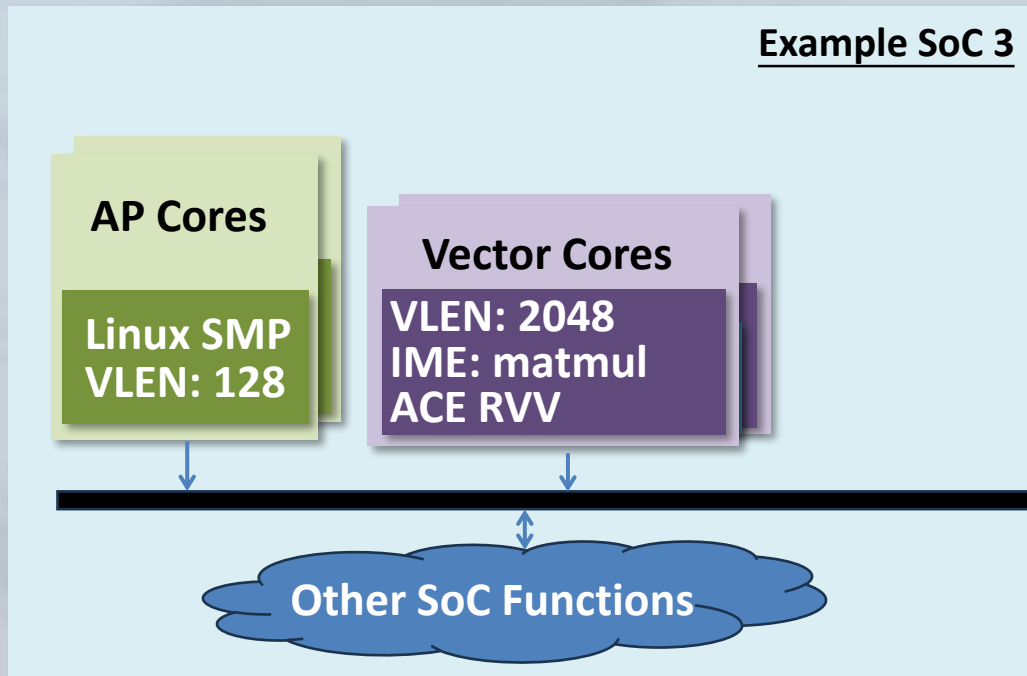 Example SoC 3
AP Cores
Linux SMP
VLEN: 128
Vector Cores
VLEN: 2048
IME: matmul
ACE RVV
Other SoC Functions